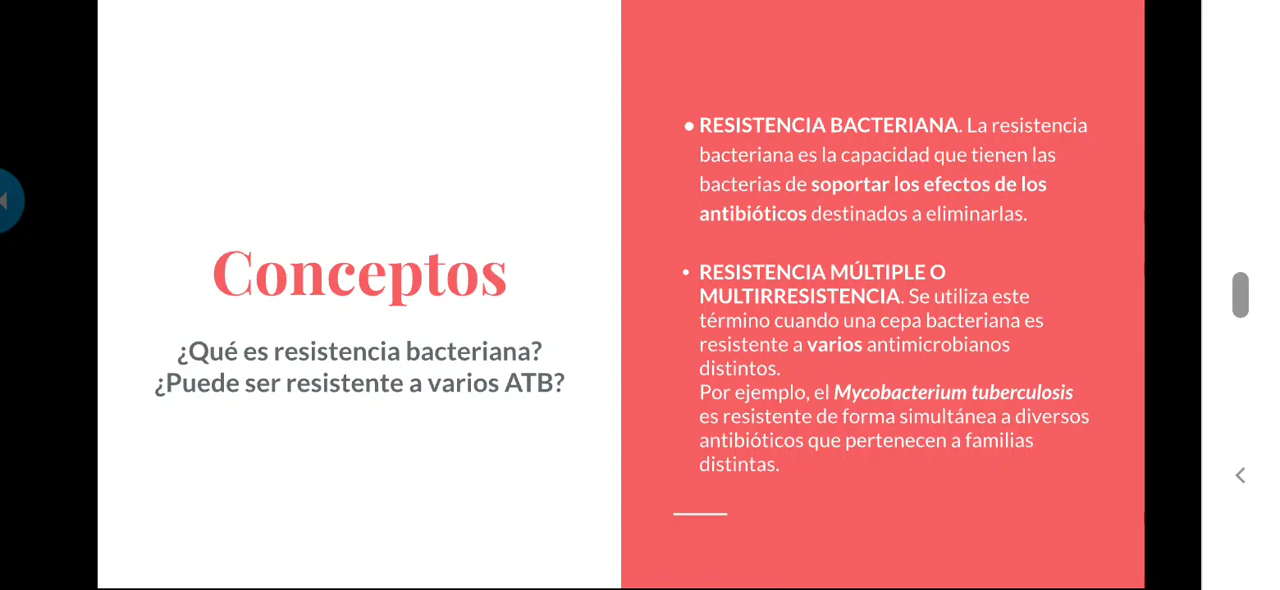 Conceptos
¿Qué es resistencia bacteriana?
¿Puede ser resistente a varios ATB?
● RESISTENCIA BACTERIANA. La resistencia
bacteriana es la capacidad que tienen las
bacterias de soportar los efectos de los
antibióticos destinados a eliminarlas.
• RESISTENCIA MÚLTIPLE O
MULTIRRESISTENCIA. Se utiliza este
término cuando una cepa bacteriana es
resistente a varios antimicrobianos
distintos.
Por ejemplo, el Mycobacterium tuberculosis
es resistente de forma simultánea a diversos
antibióticos que pertenecen a familias
distintas.